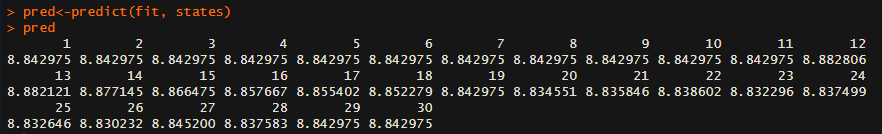 > pred<-predict(fit, states)
> pred
1 2 3 4 5 6 7 8 9 10 11 12
8.842975 8.842975 8.842975 8.842975 8.842975 8.842975 8.842975 8.842975 8.842975 8.842975 8.842975 8.882806
13 14 15 16 17 18 19 20 21 22 23 24
8.882121 8.877145 8.866475 8.857667 8.855402 8.852279 8.842975 8.834551 8.835846 8.838602 8.832296 8.837499
25 26 27 28 29 30
8.832646 8.830232 8.845200 8.837583 8.842975 8.842975